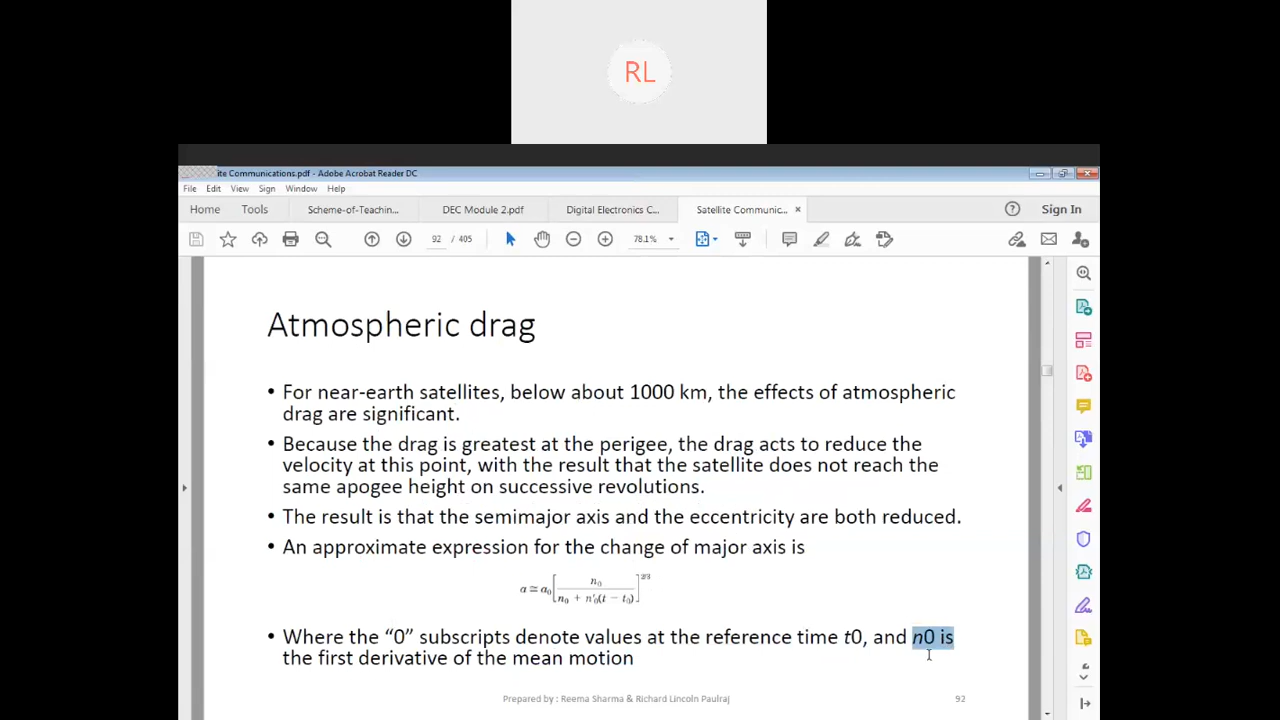 RL
ite Communications.pdf - Adobe Acrobat Reader DC
File Edit View Sign Window Help
Home Tools Scheme-of-Teachin... DEC Module 2.pdf Digital Electronics C... Satellite Communic... × ? Sign In
92 / 405 78.1%
Atmospheric drag
• For near-earth satellites, below about 1000 km, the effects of atmospheric
drag are significant.
• Because the drag is greatest at the perigee, the drag acts to reduce the
velocity at this point, with the result that the satellite does not reach the
same apogee height on successive revolutions.
• The result is that the semimajor axis and the eccentricity are both reduced.
• An approximate expression for the change of major axis is
a ≅ a₀[n₀ / (n₀ + n′₀(t − t₀))]^2/3
• Where the “0” subscripts denote values at the reference time t0, and n0 is
the first derivative of the mean motion
Prepared by : Reema Sharma & Richard Lincoln Paulraj 92